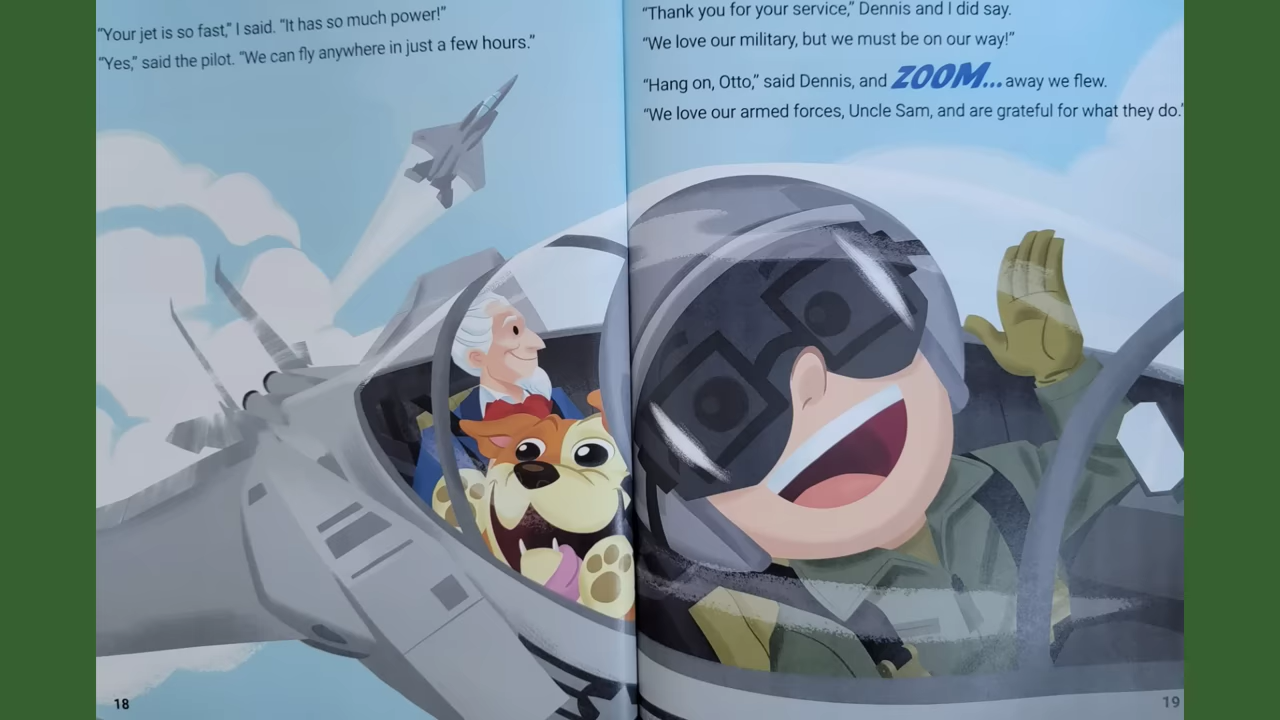 "Your jet is so fast," I said. "It has so much power!"
"Yes," said the pilot. "We can fly anywhere in just a few hours."
"Thank you for your service," Dennis and I did say.
"We love our military, but we must be on our way!"
"Hang on, Otto," said Dennis, and ZOOM... away we flew.
"We love our armed forces, Uncle Sam, and are grateful for what they do."
18
19